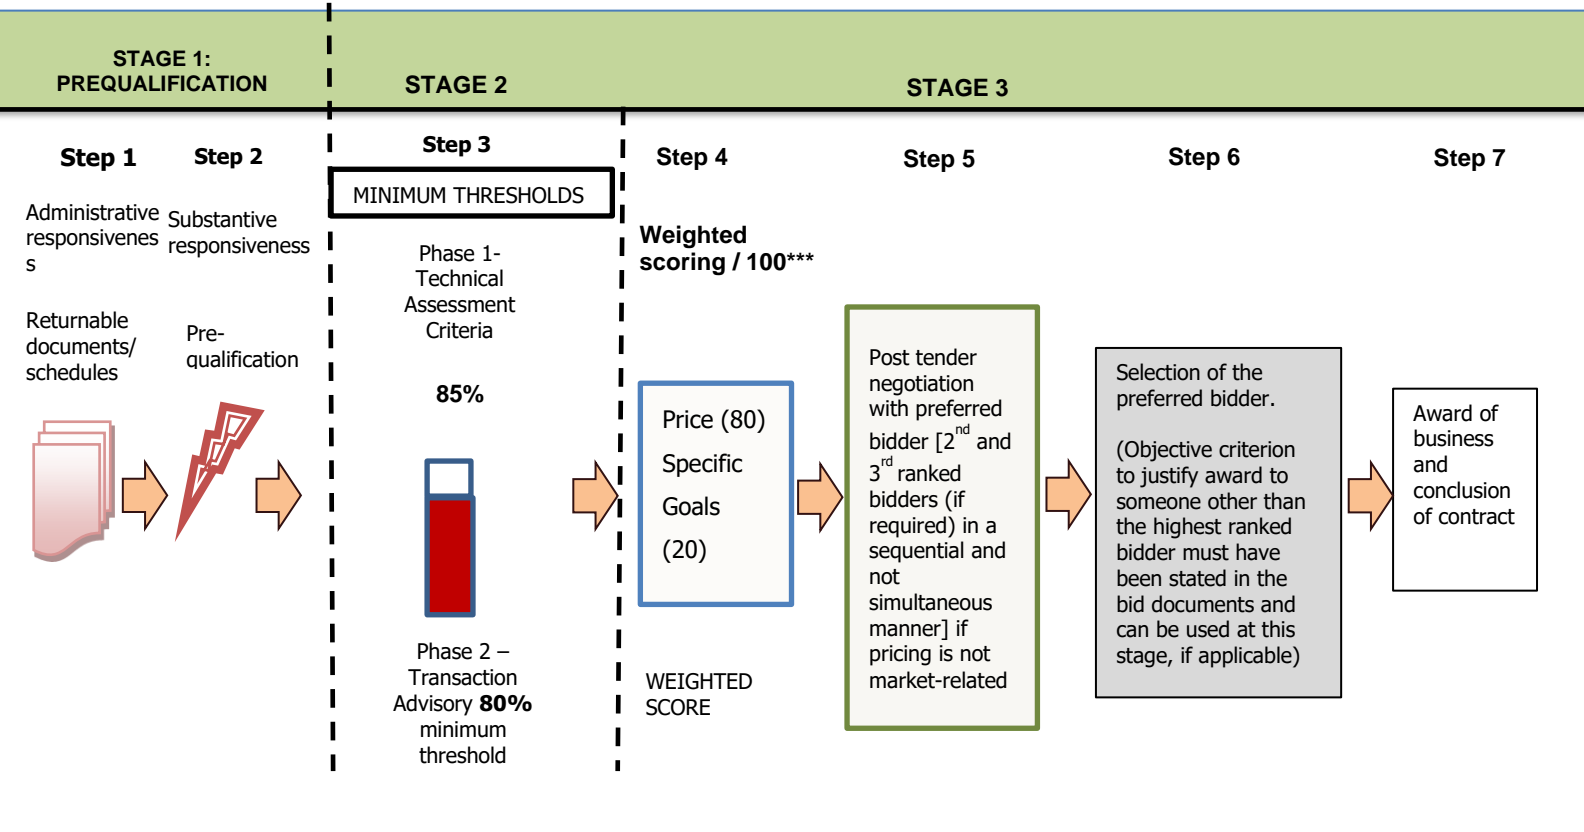 STAGE 1:
PREQUALIFICATION
STAGE 2
STAGE 3
Step 1
Administrative
responsivenes
s
Returnable
documents/
schedules
Step 2
Substantive
responsiveness
Pre-
qualification
Step 3
MINIMUM THRESHOLDS
Phase 1-
Technical
Assessment
Criteria
85%
Phase 2 –
Transaction
Advisory 80%
minimum
threshold
Step 4
Weighted
scoring / 100***
Price (80)
Specific
Goals
(20)
WEIGHTED
SCORE
Step 5
Post tender
negotiation
with preferred
bidder [2nd and
3rd ranked
bidders (if
required) in a
sequential and
not
simultaneous
manner] if
pricing is not
market-related
Step 6
Selection of the
preferred bidder.
(Objective criterion
to justify award to
someone other than
the highest ranked
bidder must have
been stated in the
bid documents and
can be used at this
stage, if applicable)
Step 7
Award of
business
and
conclusion
of contract